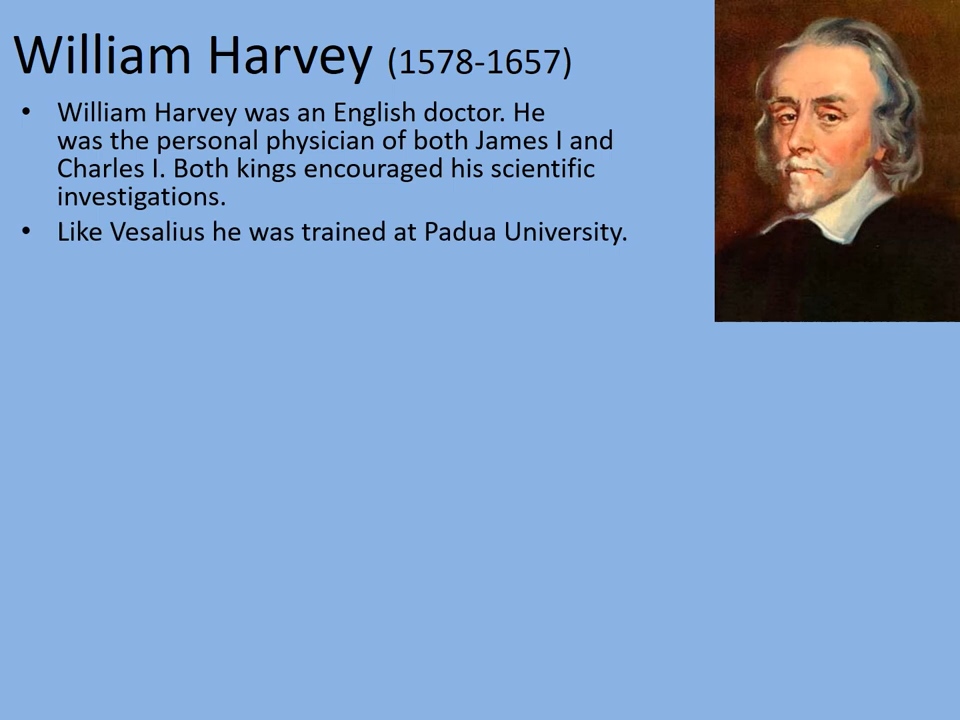 William Harvey (1578-1657)
• William Harvey was an English doctor. He
was the personal physician of both James I and
Charles I. Both kings encouraged his scientific
investigations.
• Like Vesalius he was trained at Padua University.